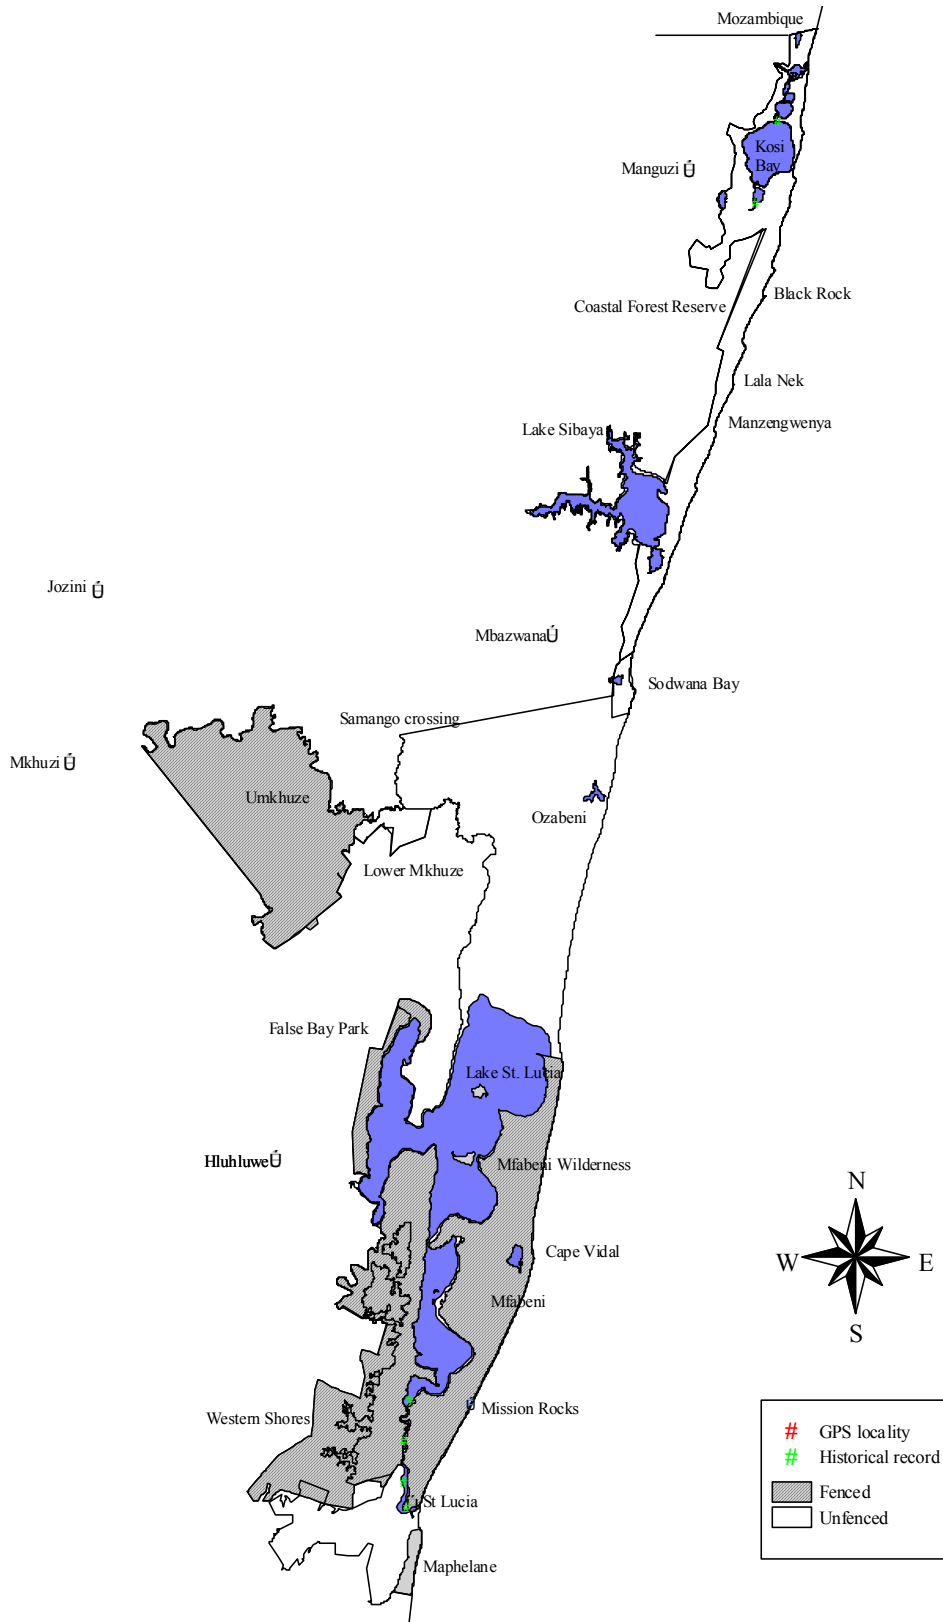 Mozambique
Kosi
Bay
Manguzi
Coastal Forest Reserve
Black Rock
Lala Nek
Manzengwenya
Lake Sibaya
Jozini
Mbazwana
Sodwana Bay
Samango crossing
Mkhuzi
Umkhuze
Ozabeni
Lower Mkhuze
False Bay Park
Lake St. Lucia
Hluhluwe
Mfabeni Wilderness
Cape Vidal
Mfabeni
Western Shores
Mission Rocks
St Lucia
Maphelane
N
W
E
S
# GPS locality
# Historical record
Fenced
Unfenced